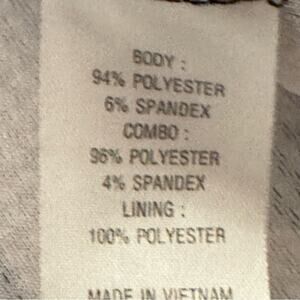 BODY :
94% POLYESTER
6% SPANDEX
COMBO :
96% POLYESTER
4% SPANDEX
LINING :
100% POLYESTER
MADE IN VIETNAM